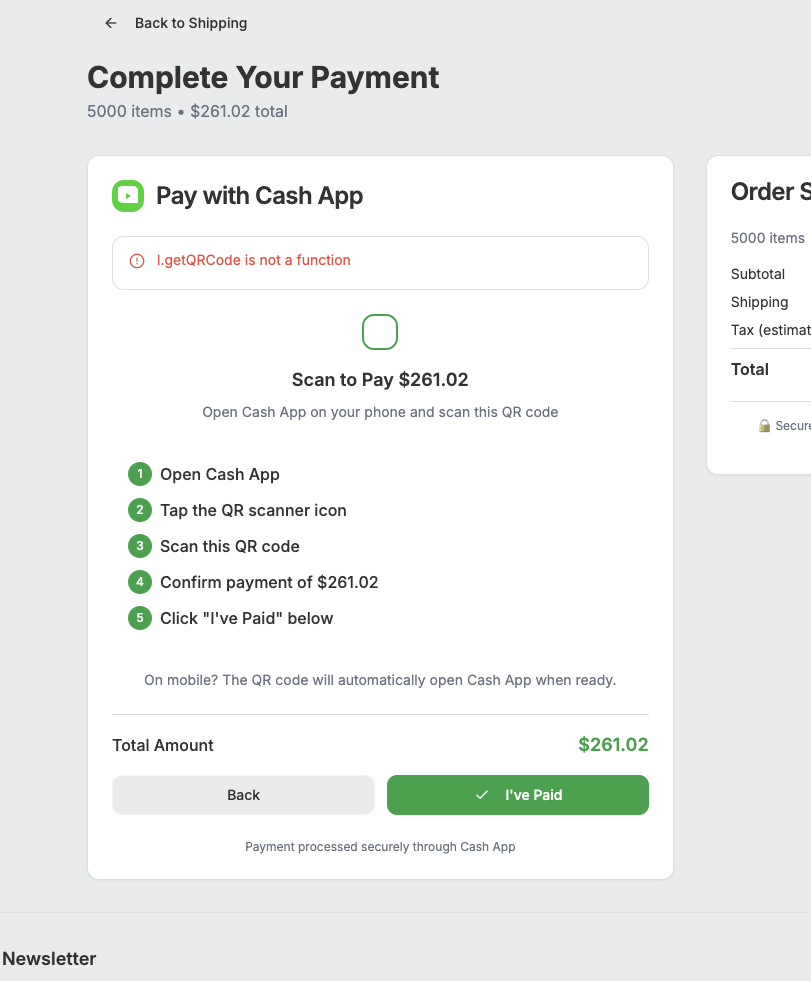 Back to Shipping
Complete Your Payment
5000 items • $261.02 total
Pay with Cash App
l.getQRCode is not a function
Scan to Pay $261.02
Open Cash App on your phone and scan this QR code
1 Open Cash App
2 Tap the QR scanner icon
3 Scan this QR code
4 Confirm payment of $261.02
5 Click "I've Paid" below
On mobile? The QR code will automatically open Cash App when ready.
Total Amount $261.02
Back
I've Paid
Payment processed securely through Cash App
Order S
5000 items
Subtotal
Shipping
Tax (estimat
Total
Secure
Newsletter